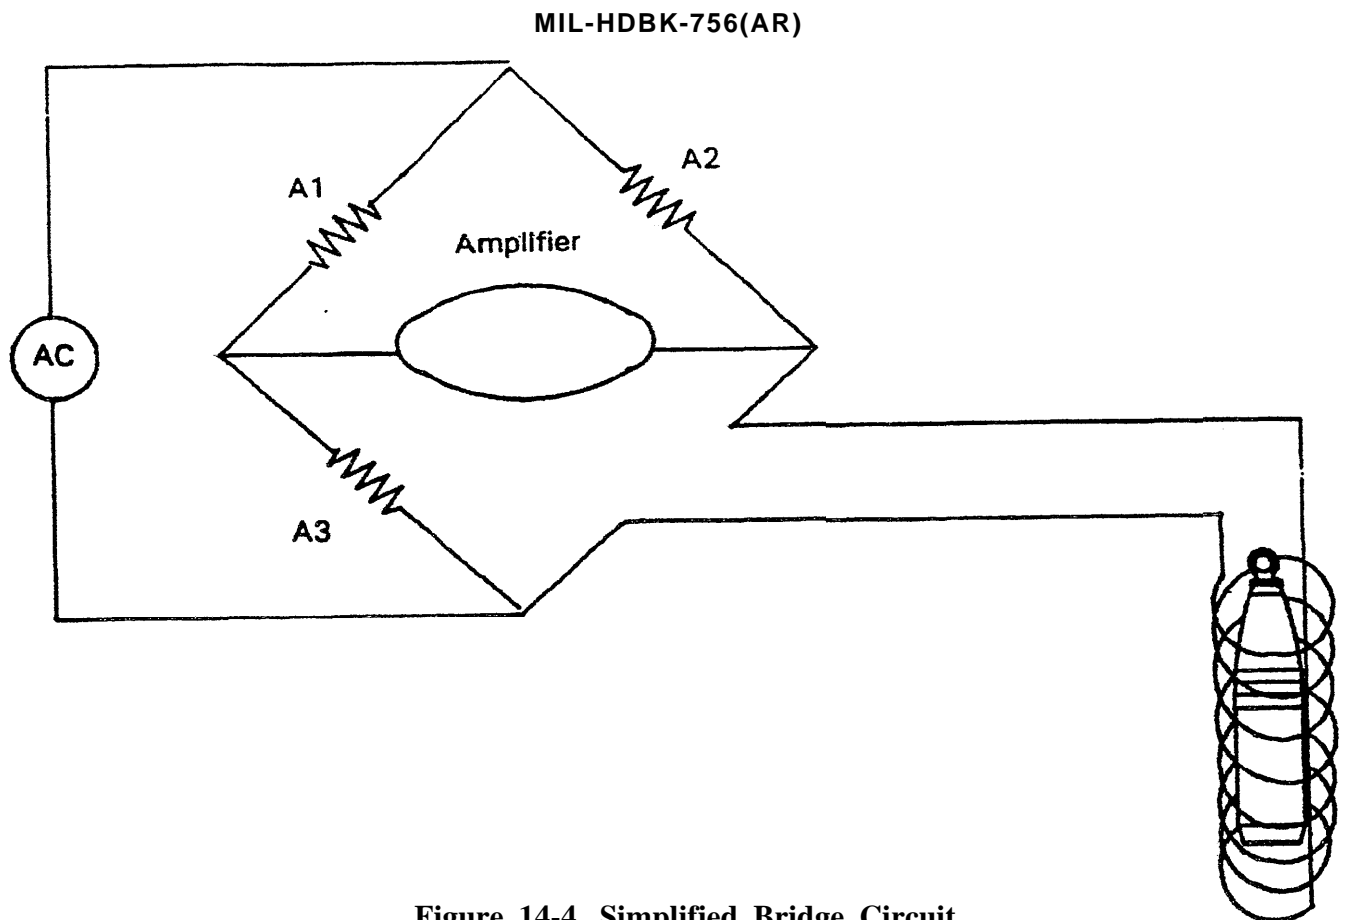 MIL-HDBK-756(AR)
A1
A2
Amplifier
AC
A3
Figure 14-4. Simplified Bridge Circuit